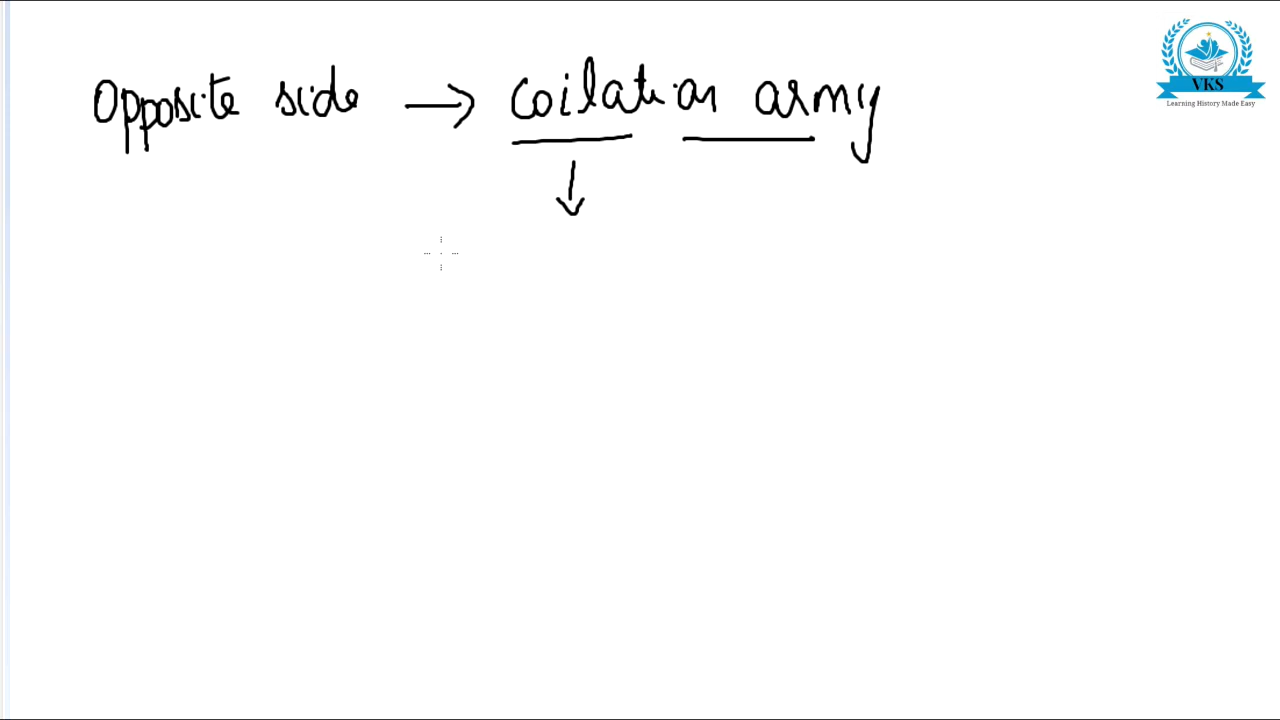 Opposite side → coilation army
VKS
Learning History Made Easy